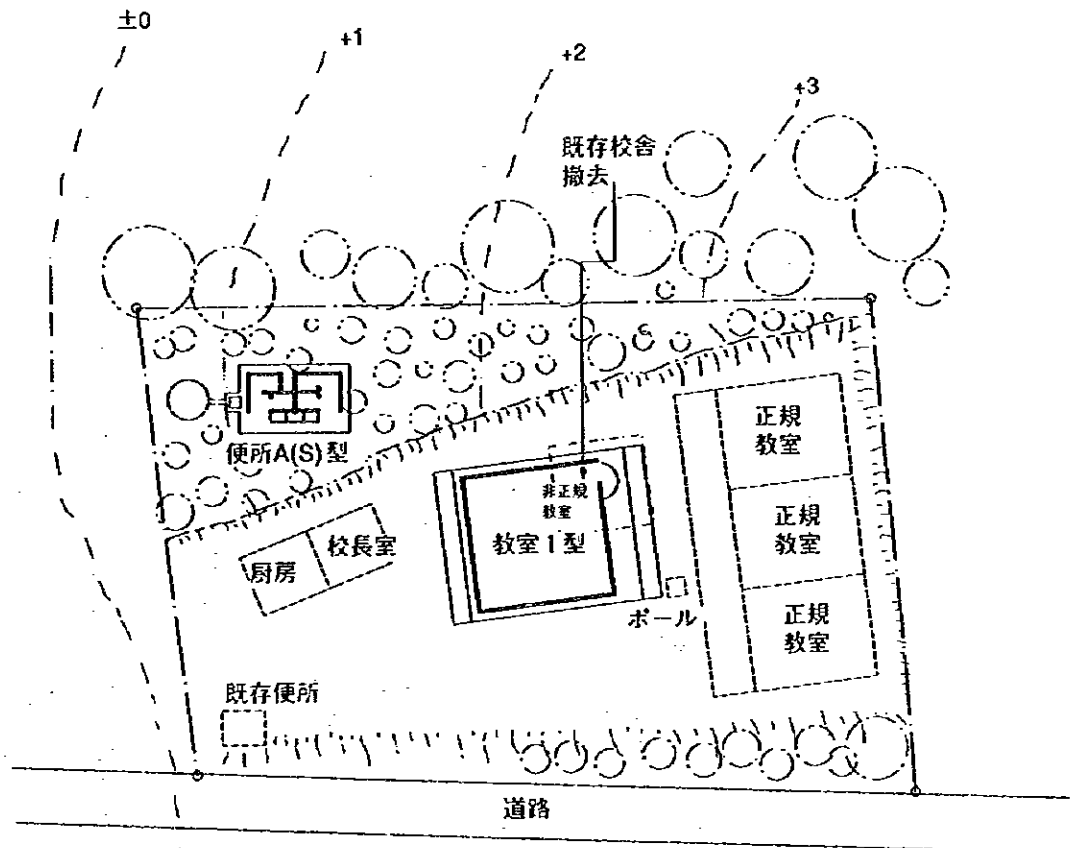 ±0
+1
+2
+3
既存校舎
撤去
便所A(S)型
校長室
厨房
非正規
教室
教室1型
ポール
正規
教室
正規
教室
正規
教室
既存便所
道路